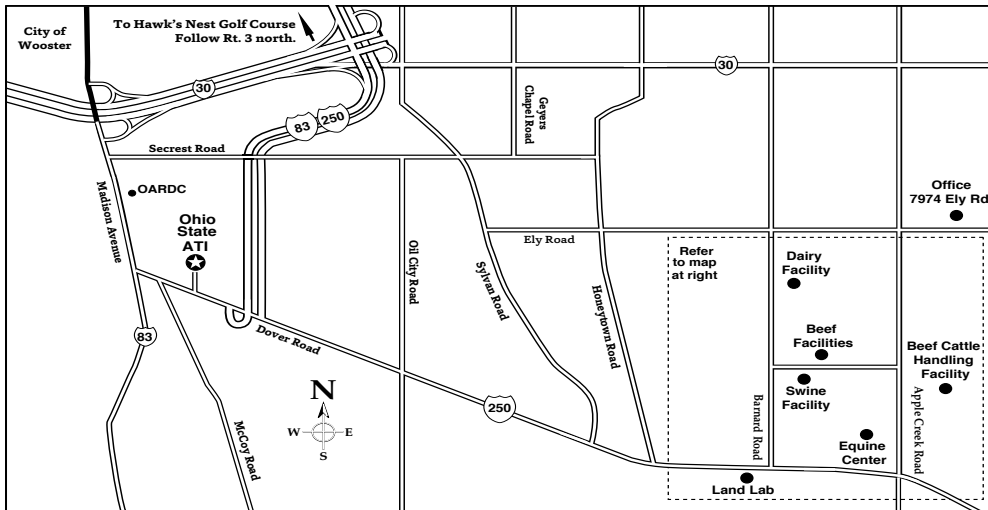 City of
Wooster
To Hawk's Nest Golf Course
Follow Rt. 3 north.
30
30
83
250
Geyers
Chapel Road
Secrest Road
Madison Avenue
OARDC
Ohio
State
ATI
Office
7974 Ely Rd
Ely Road
Oil City Road
Sylvan Road
Honeytown Road
Refer
to map
at right
Dairy
Facility
83
Dover Road
Beef
Facilities
Beef Cattle
Handling
Facility
N
W E
S
McCoy Road
250
Barnard Road
Swine
Facility
Apple Creek Road
Equine
Center
Land Lab